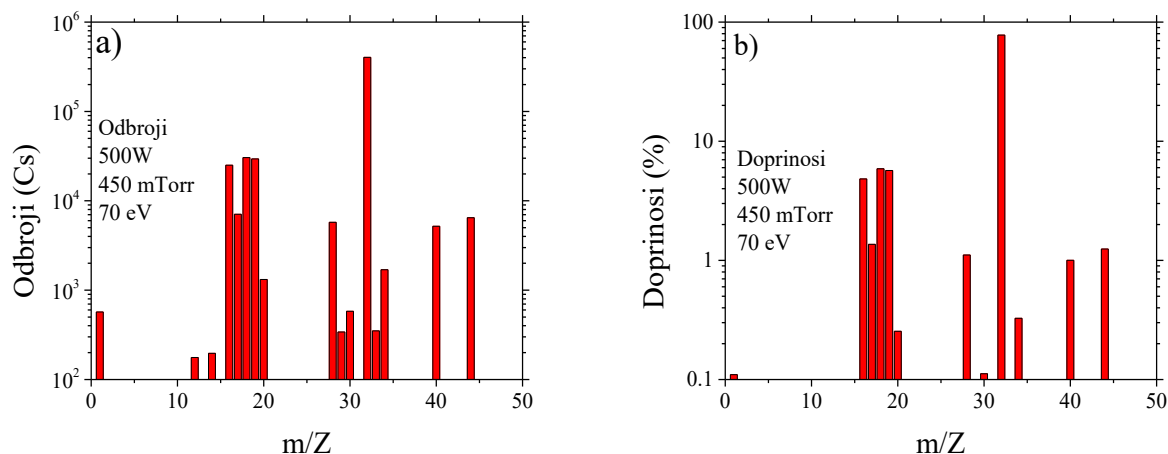 a)
Odbroji (Cs)
10^6
10^5
10^4
10^3
10^2
Odbroji
500W
450 mTorr
70 eV
0 10 20 30 40 50
m/Z
b)
Doprinosi (%)
100
10
1
0.1
Doprinosi
500W
450 mTorr
70 eV
0 10 20 30 40 50
m/Z